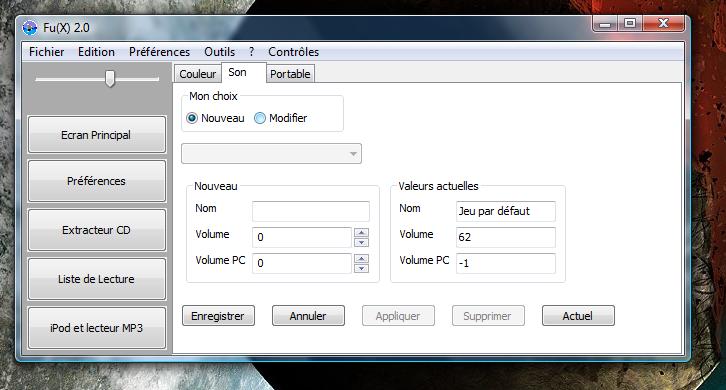 Fu(X) 2.0
Fichier Edition Préférences Outils ? Contrôles
Couleur Son Portable
Mon choix
Nouveau Modifier
Ecran Principal
Préférences
Extracteur CD
Liste de Lecture
iPod et lecteur MP3
Nouveau
Nom
Volume 0
Volume PC 0
Valeurs actuelles
Nom Jeu par défaut
Volume 62
Volume PC -1
Enregistrer Annuler Appliquer Supprimer Actuel